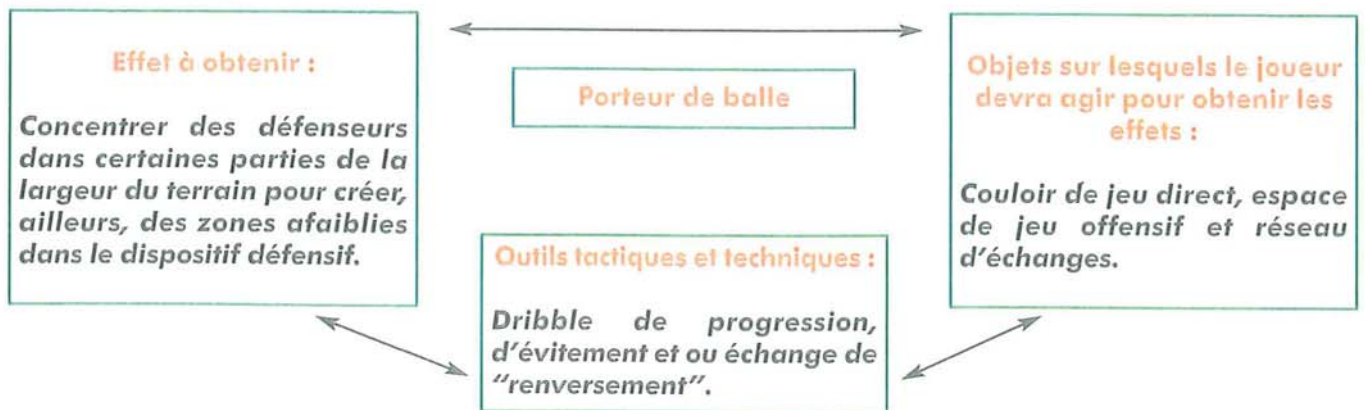 Effet à obtenir :
Concentrer des défenseurs
dans certaines parties de la
largeur du terrain pour créer,
ailleurs, des zones afaiblies
dans le dispositif défensif.
Porteur de balle
Objets sur lesquels le joueur
devra agir pour obtenir les
effets :
Couloir de jeu direct, espace
de jeu offensif et réseau
d'échanges.
Outils tactiques et techniques :
Dribble de progression,
d'évitement et ou échange de
"renversement".